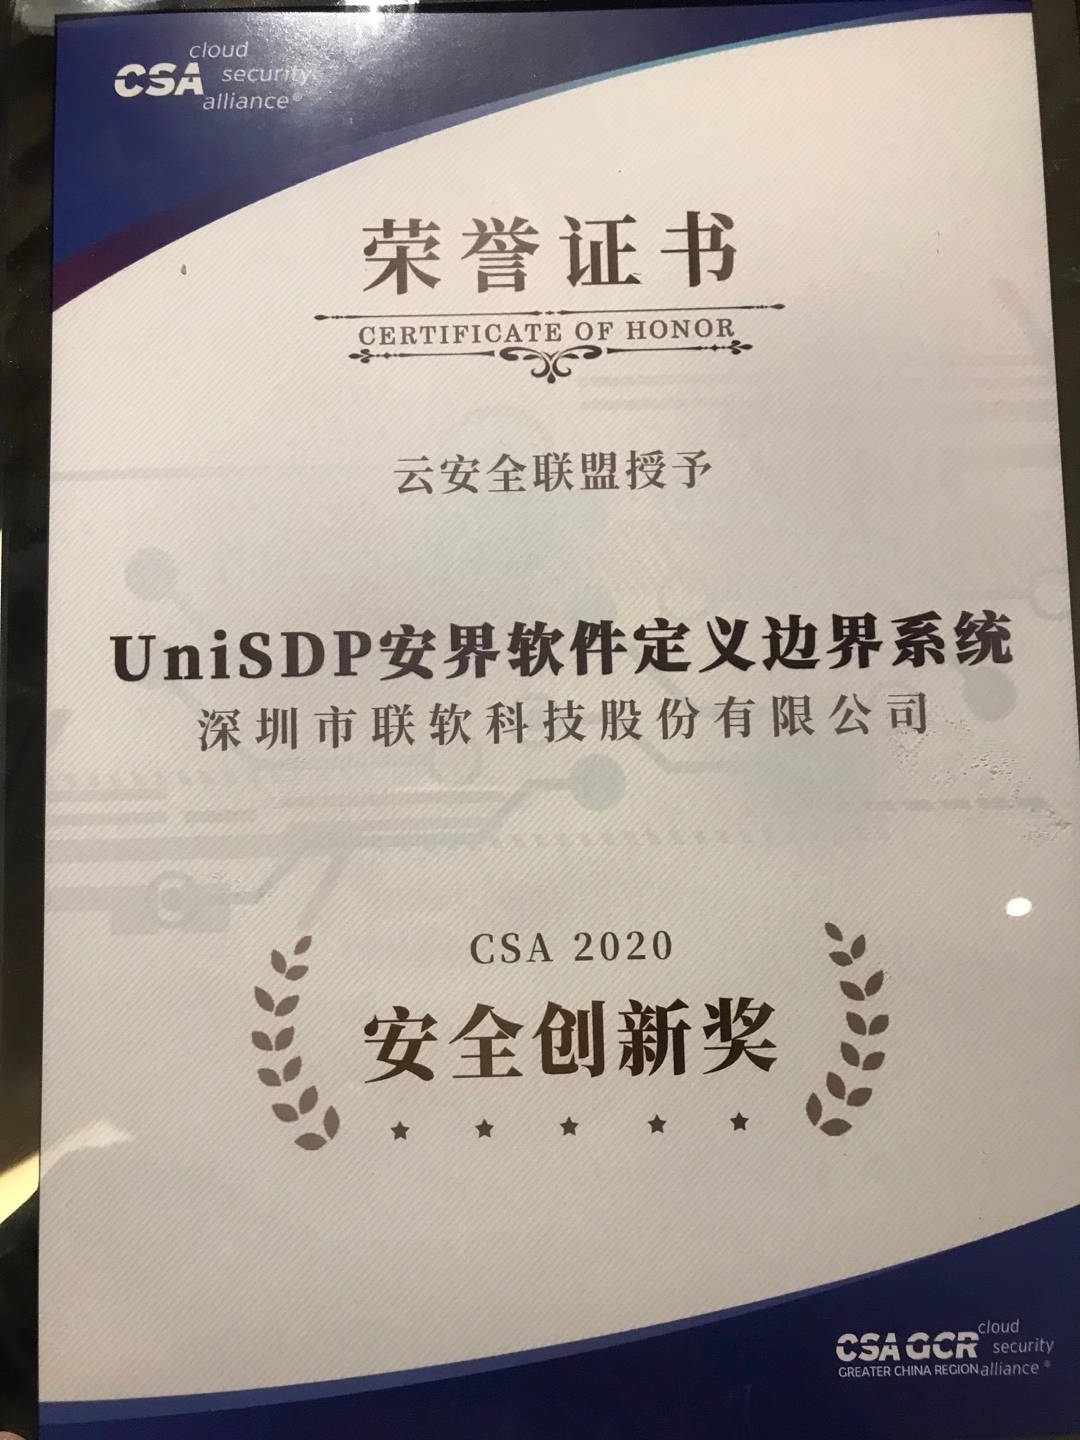 cloud
CSA security
alliance®
荣誉证书
CERTIFICATE OF HONOR
云安全联盟授予
UniSDP安界软件定义边界系统
深圳市联软科技股份有限公司
CSA 2020
安全创新奖
cloud
CSA GCR security
GREATER CHINA REGION alliance®